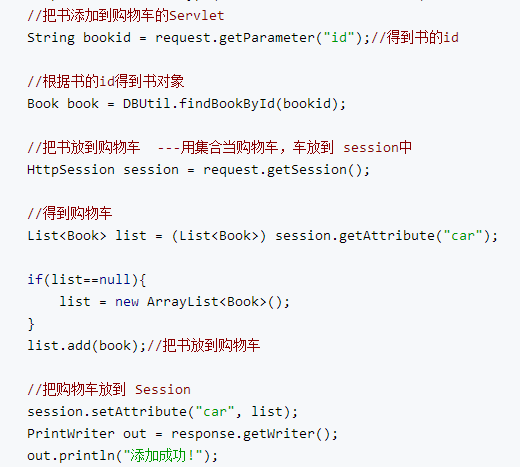 //把书添加到购物车的Servlet
String bookid = request.getParameter("id");//得到书的id
//根据书的id得到书对象
Book book = DBUtil.findBookById(bookid);
//把书放到购物车  ---用集合当购物车，车放到 session中
HttpSession session = request.getSession();
//得到购物车
List<Book> list = (List<Book>) session.getAttribute("car");
if(list==null){
    list = new ArrayList<Book>();
}
list.add(book);//把书放到购物车
//把购物车放到 Session
session.setAttribute("car", list);
PrintWriter out = response.getWriter();
out.println("添加成功!");